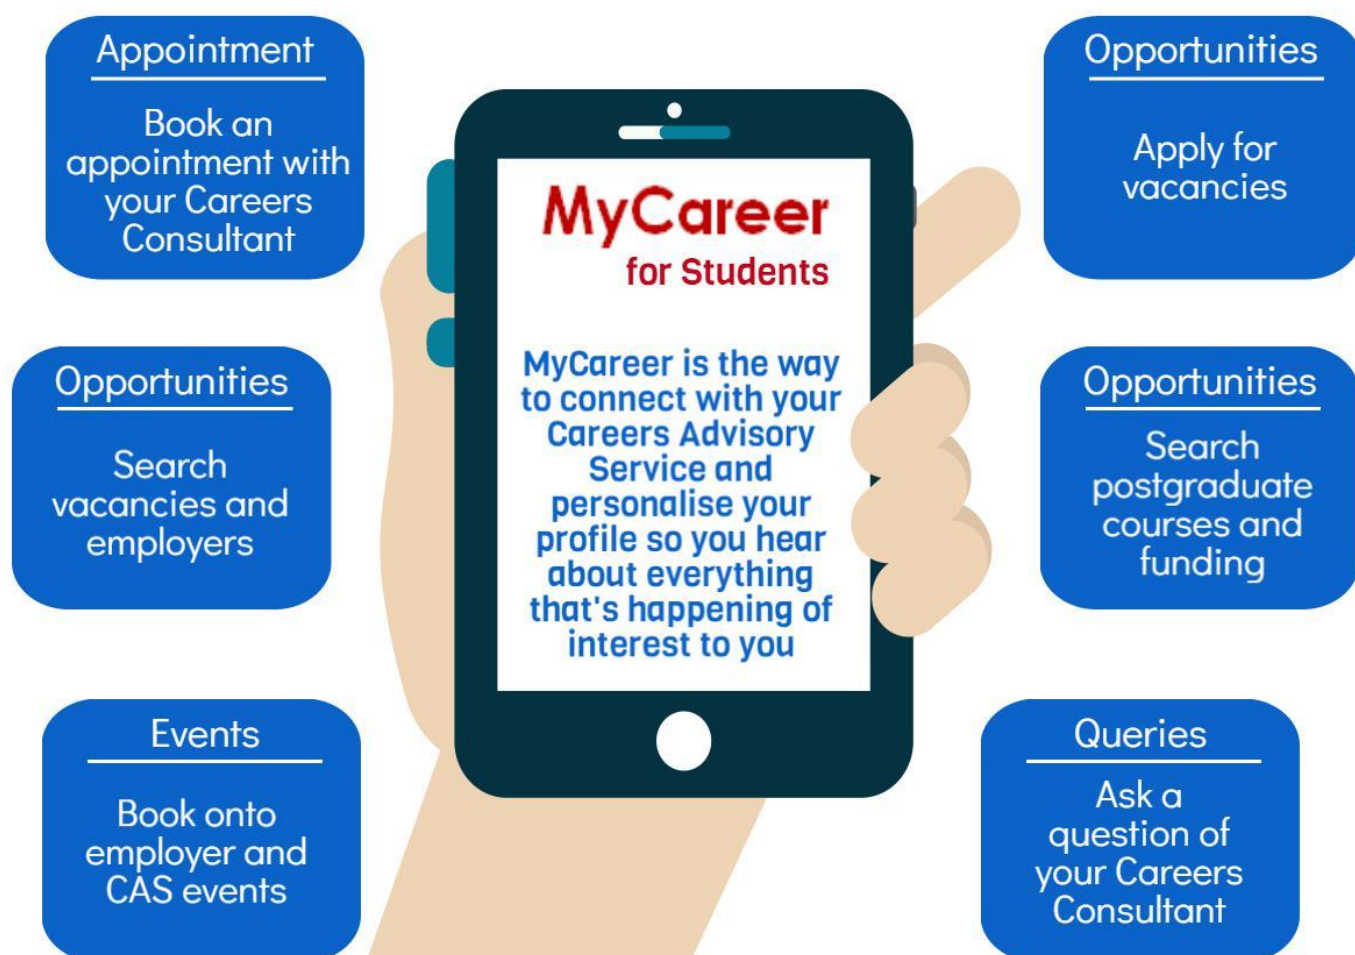 Appointment
Book an
appointment with
your Careers
Consultant
Opportunities
Search
vacancies and
employers
Events
Book onto
employer and
CAS events
MyCareer
for Students
MyCareer is the way
to connect with your
Careers Advisory
Service and
personalise your
profile so you hear
about everything
that's happening of
interest to you
Opportunities
Apply for
vacancies
Opportunities
Search
postgraduate
courses and
funding
Queries
Ask a
question of
your Careers
Consultant